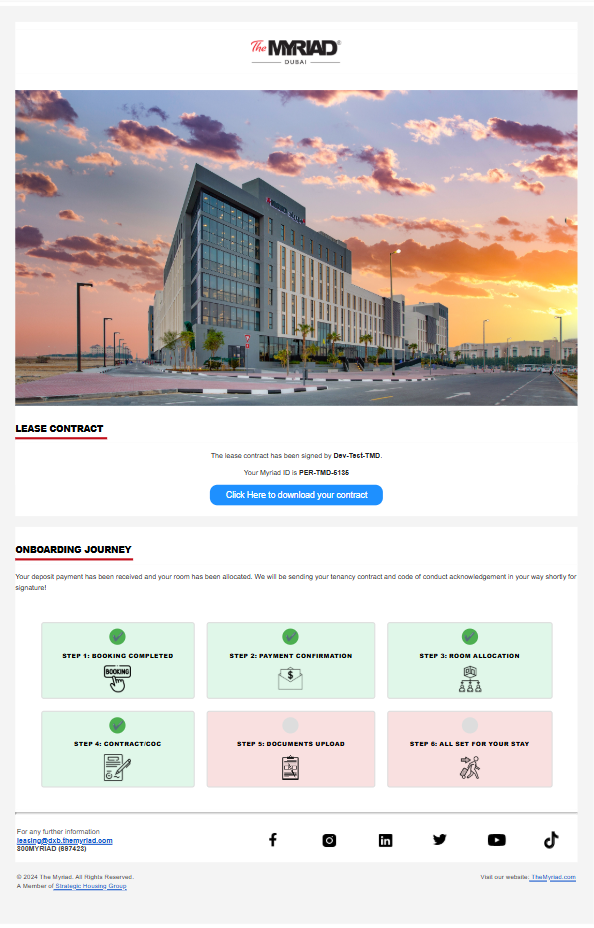 The MYRIAD®
DUBAI
LEASE CONTRACT
The lease contract has been signed by Dev-Test-TMD.
Your Myriad ID is PER-TMD-5135
Click Here to download your contract
ONBOARDING JOURNEY
Your deposit payment has been received and your room has been allocated. We will be sending your tenancy contract and code of conduct acknowledgement in your way shortly for
signature!
STEP 1: BOOKING COMPLETED
BOOKING
STEP 2: PAYMENT CONFIRMATION
$
STEP 3: ROOM ALLOCATION
STEP 4: CONTRACT/COC
STEP 5: DOCUMENTS UPLOAD
STEP 6: ALL SET FOR YOUR STAY
For any further information
leasing@dxb.themyriad.com
800MYRIAD (697423)
© 2024 The Myriad. All Rights Reserved.
Visit our website: TheMyriad.com
A Member of Strategic Housing Group